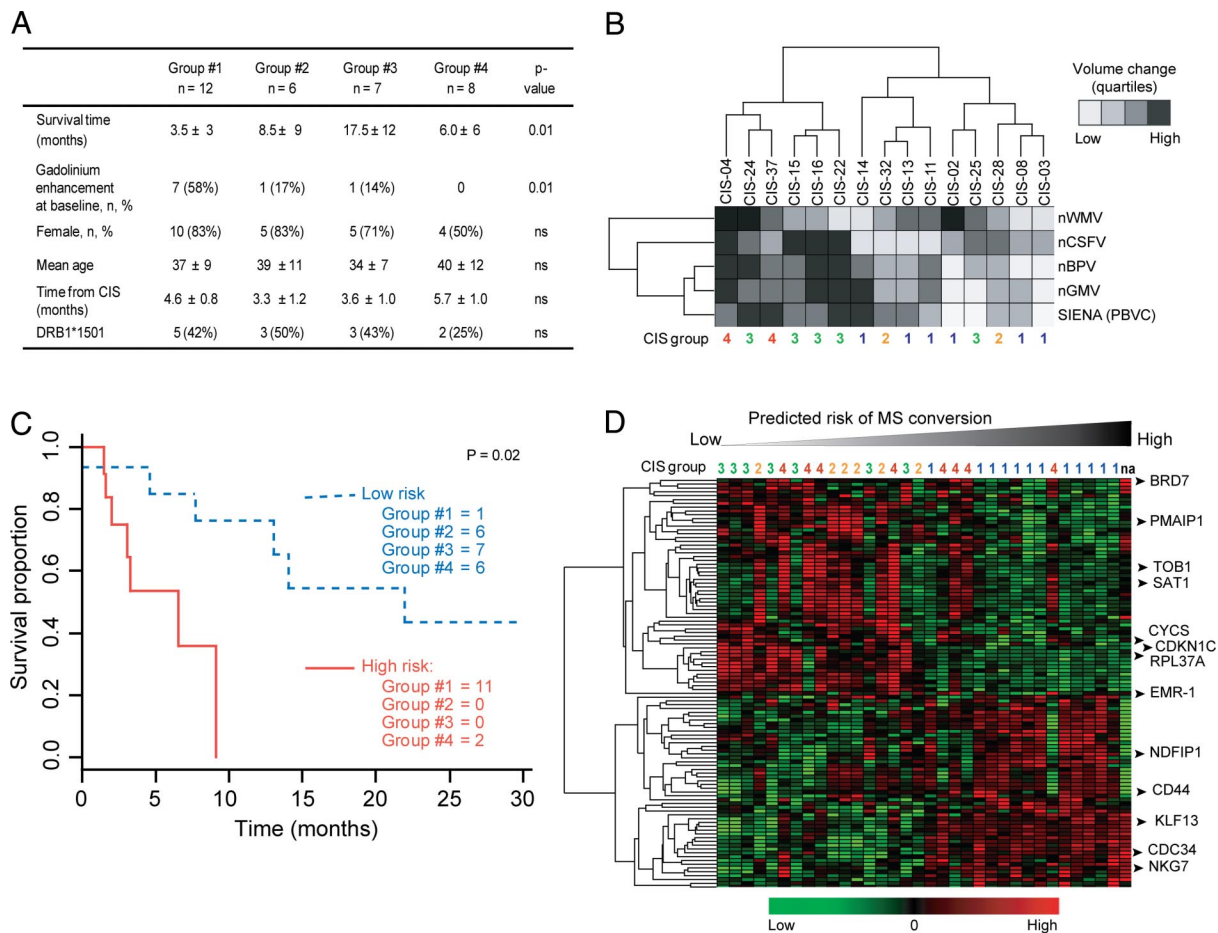 A
Group #1 Group #2 Group #3 Group #4 p-
n = 12 n = 6 n = 7 n = 8 value
Survival time
(months) 3.5 ± 3 8.5 ± 9 17.5 ± 12 6.0 ± 6 0.01
Gadolinium
enhancement 7 (58%) 1 (17%) 1 (14%) 0 0.01
at baseline, n, %
Female, n, % 10 (83%) 5 (83%) 5 (71%) 4 (50%) ns
Mean age 37 ± 9 39 ± 11 34 ± 7 40 ± 12 ns
Time from CIS 4.6 ± 0.8 3.3 ± 1.2 3.6 ± 1.0 5.7 ± 1.0 ns
(months)
DRB1*1501 5 (42%) 3 (50%) 3 (43%) 2 (25%) ns
B
Volume change
(quartiles)
Low High
CIS-04 CIS-24 CIS-37 CIS-15 CIS-16 CIS-22 CIS-14 CIS-32 CIS-13 CIS-11 CIS-02 CIS-25 CIS-28 CIS-08 CIS-03
nWMV
nCSFV
nBPV
nGMV
SIENA (PBVC)
CIS group 4 3 4 3 3 3 1 2 1 1 1 3 2 1 1
C
Survival proportion
1.0
0.8
0.6
0.4
0.2
0.0
P = 0.02
Low risk
Group #1 = 1
Group #2 = 6
Group #3 = 7
Group #4 = 6
High risk:
Group #1 = 11
Group #2 = 0
Group #3 = 0
Group #4 = 2
0 5 10 15 20 25 30
Time (months)
D
Predicted risk of MS conversion
Low High
CIS group 3 3 3 2 3 4 3 4 4 2 2 2 3 2 4 3 2 1 4 4 4 1 1 1 1 1 1 4 1 1 1 1 1 na
BRD7
PMAIP1
TOB1
SAT1
CYCS
CDKN1C
RPL37A
EMR-1
NDFIP1
CD44
KLF13
CDC34
NKG7
Low 0 High